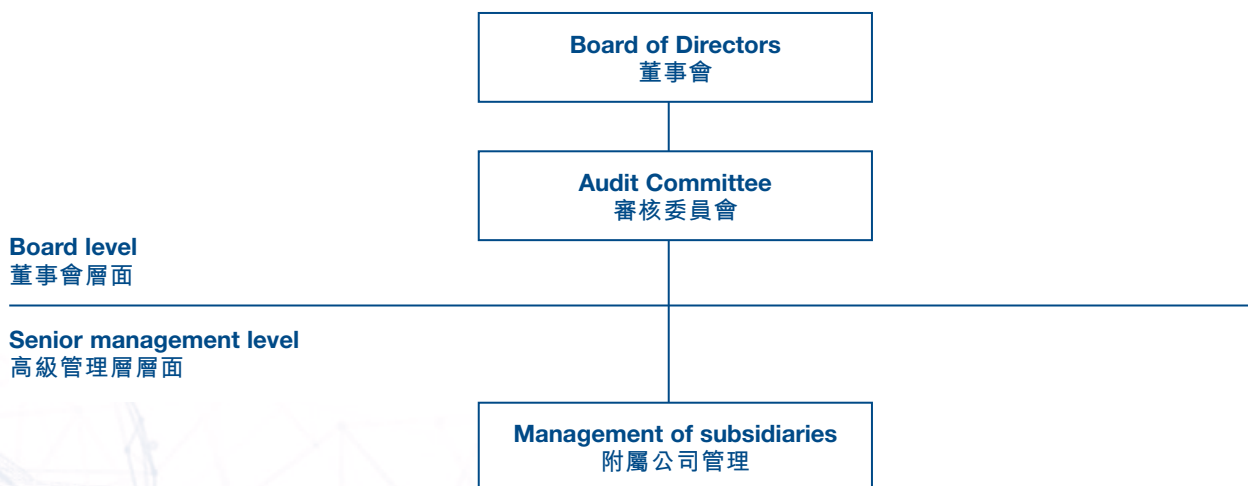 Board of Directors
董事會
Audit Committee
審核委員會
Board level
董事會層面
Senior management level
高級管理層層面
Management of subsidiaries
附屬公司管理